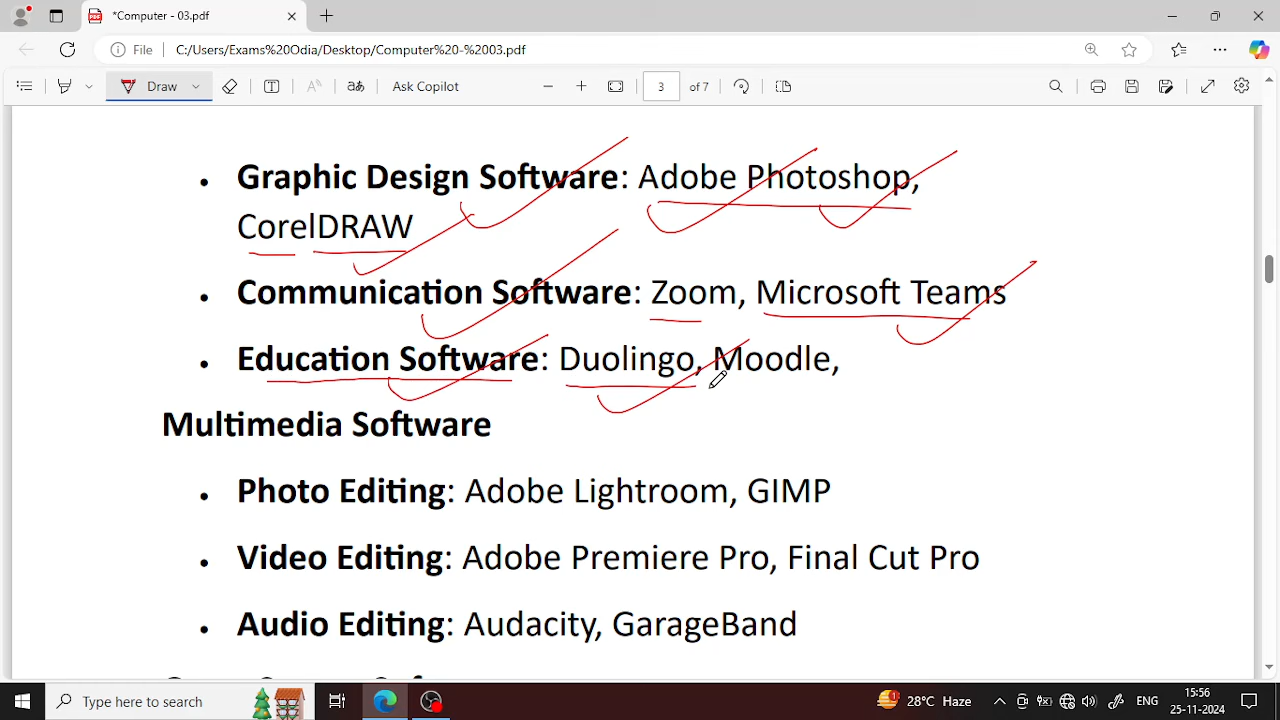 *Computer - 03.pdf
File
C:/Users/Exams%20Odia/Desktop/Computer%20-%2003.pdf
Draw
Ask Copilot
3
of 7
• Graphic Design Software: Adobe Photoshop,
CorelDRAW
• Communication Software: Zoom, Microsoft Teams
• Education Software: Duolingo, Moodle,
Multimedia Software
• Photo Editing: Adobe Lightroom, GIMP
• Video Editing: Adobe Premiere Pro, Final Cut Pro
• Audio Editing: Audacity, GarageBand
Type here to search
1
28°C Haze
ENG
15:56
25-11-2024